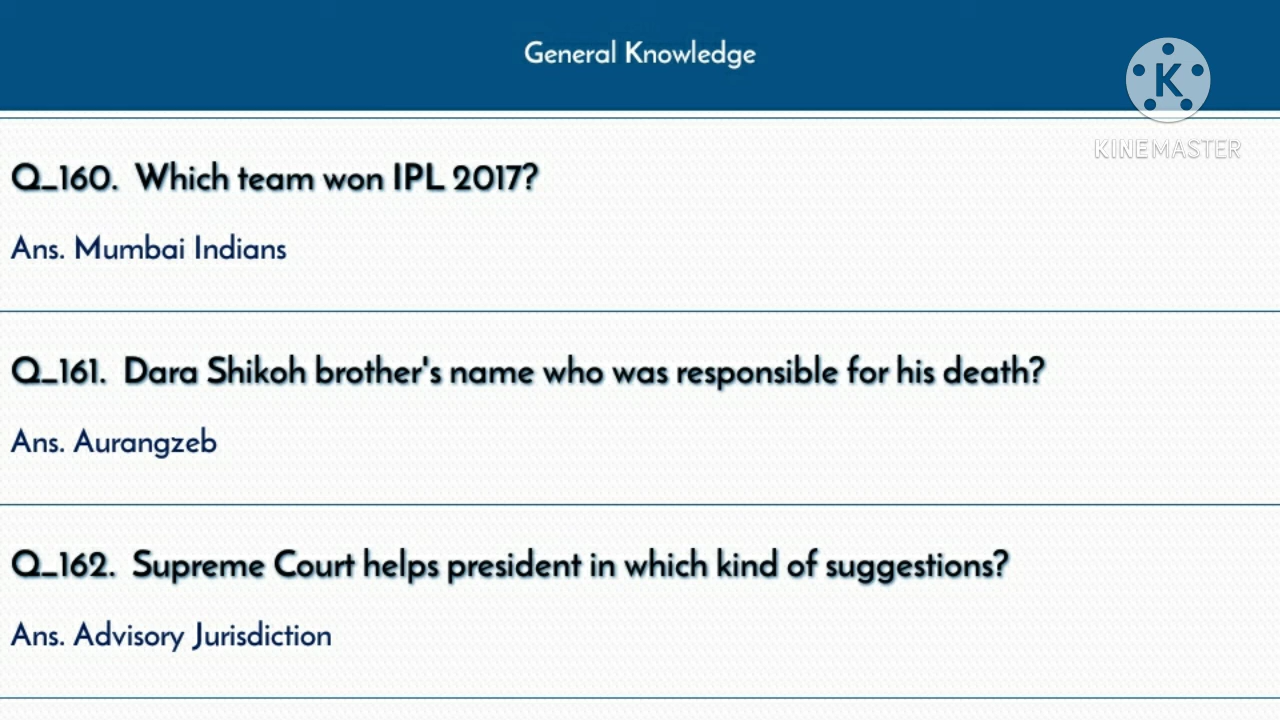 General Knowledge
K
KINEMASTER
Q_160. Which team won IPL 2017?
Ans. Mumbai Indians
Q_161. Dara Shikoh brother's name who was responsible for his death?
Ans. Aurangzeb
Q_162. Supreme Court helps president in which kind of suggestions?
Ans. Advisory Jurisdiction